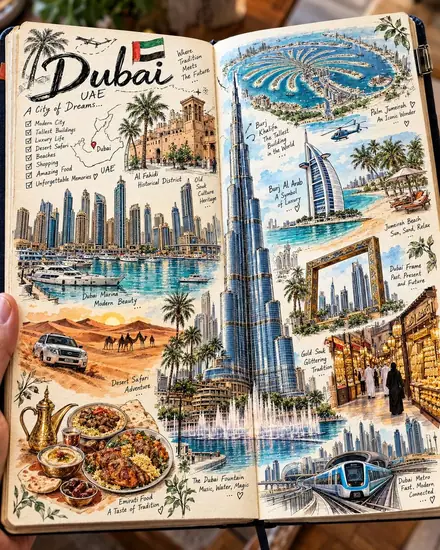 Dubai
UAE
A City of Dreams...
Where
Tradition
Meets
The Future
Modern City
Tallest Buildings
Luxury Life
Desert Safari
Beaches
Shopping
Amazing Food
Unforgettable Memories ♡
Dubai
UAE
Al Fahidi
Historical District
Old
Souk
Culture
Heritage
Dubai Marina
Modern Beauty
Desert Safari
Adventure
Emirati Food
A Taste of Tradition
The Dubai Fountain
Music, Water, Magic
Palm Jumeirah
An Iconic Wonder
Burj
Khalifa
The Tallest
Building
in the World
Burj Al Arab
A Symbol
of Luxury
Jumeirah Beach
Sun, Sand, Relax
Dubai Frame
Past, Present
and Future
Gold Souk
Glittering
Tradition
Dubai Metro
Fast, Modern
Connected